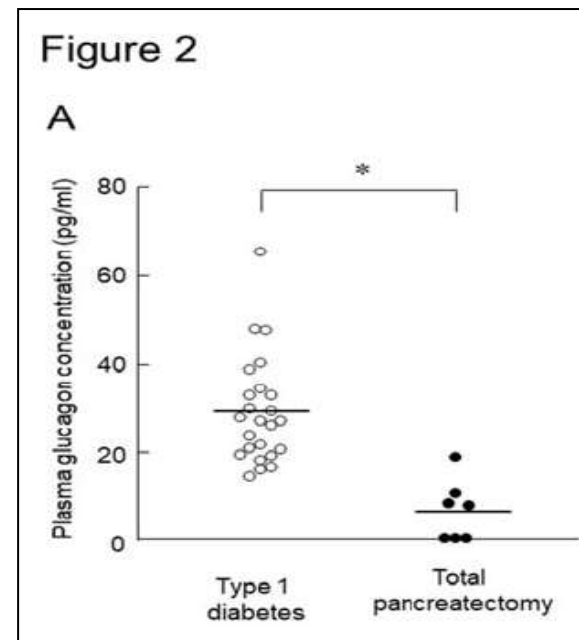 Figure 2
A
*
Plasma glucagon concentration (pg/ml)
80
60
40
20
0
Type 1
diabetes
Total
pancreatectomy